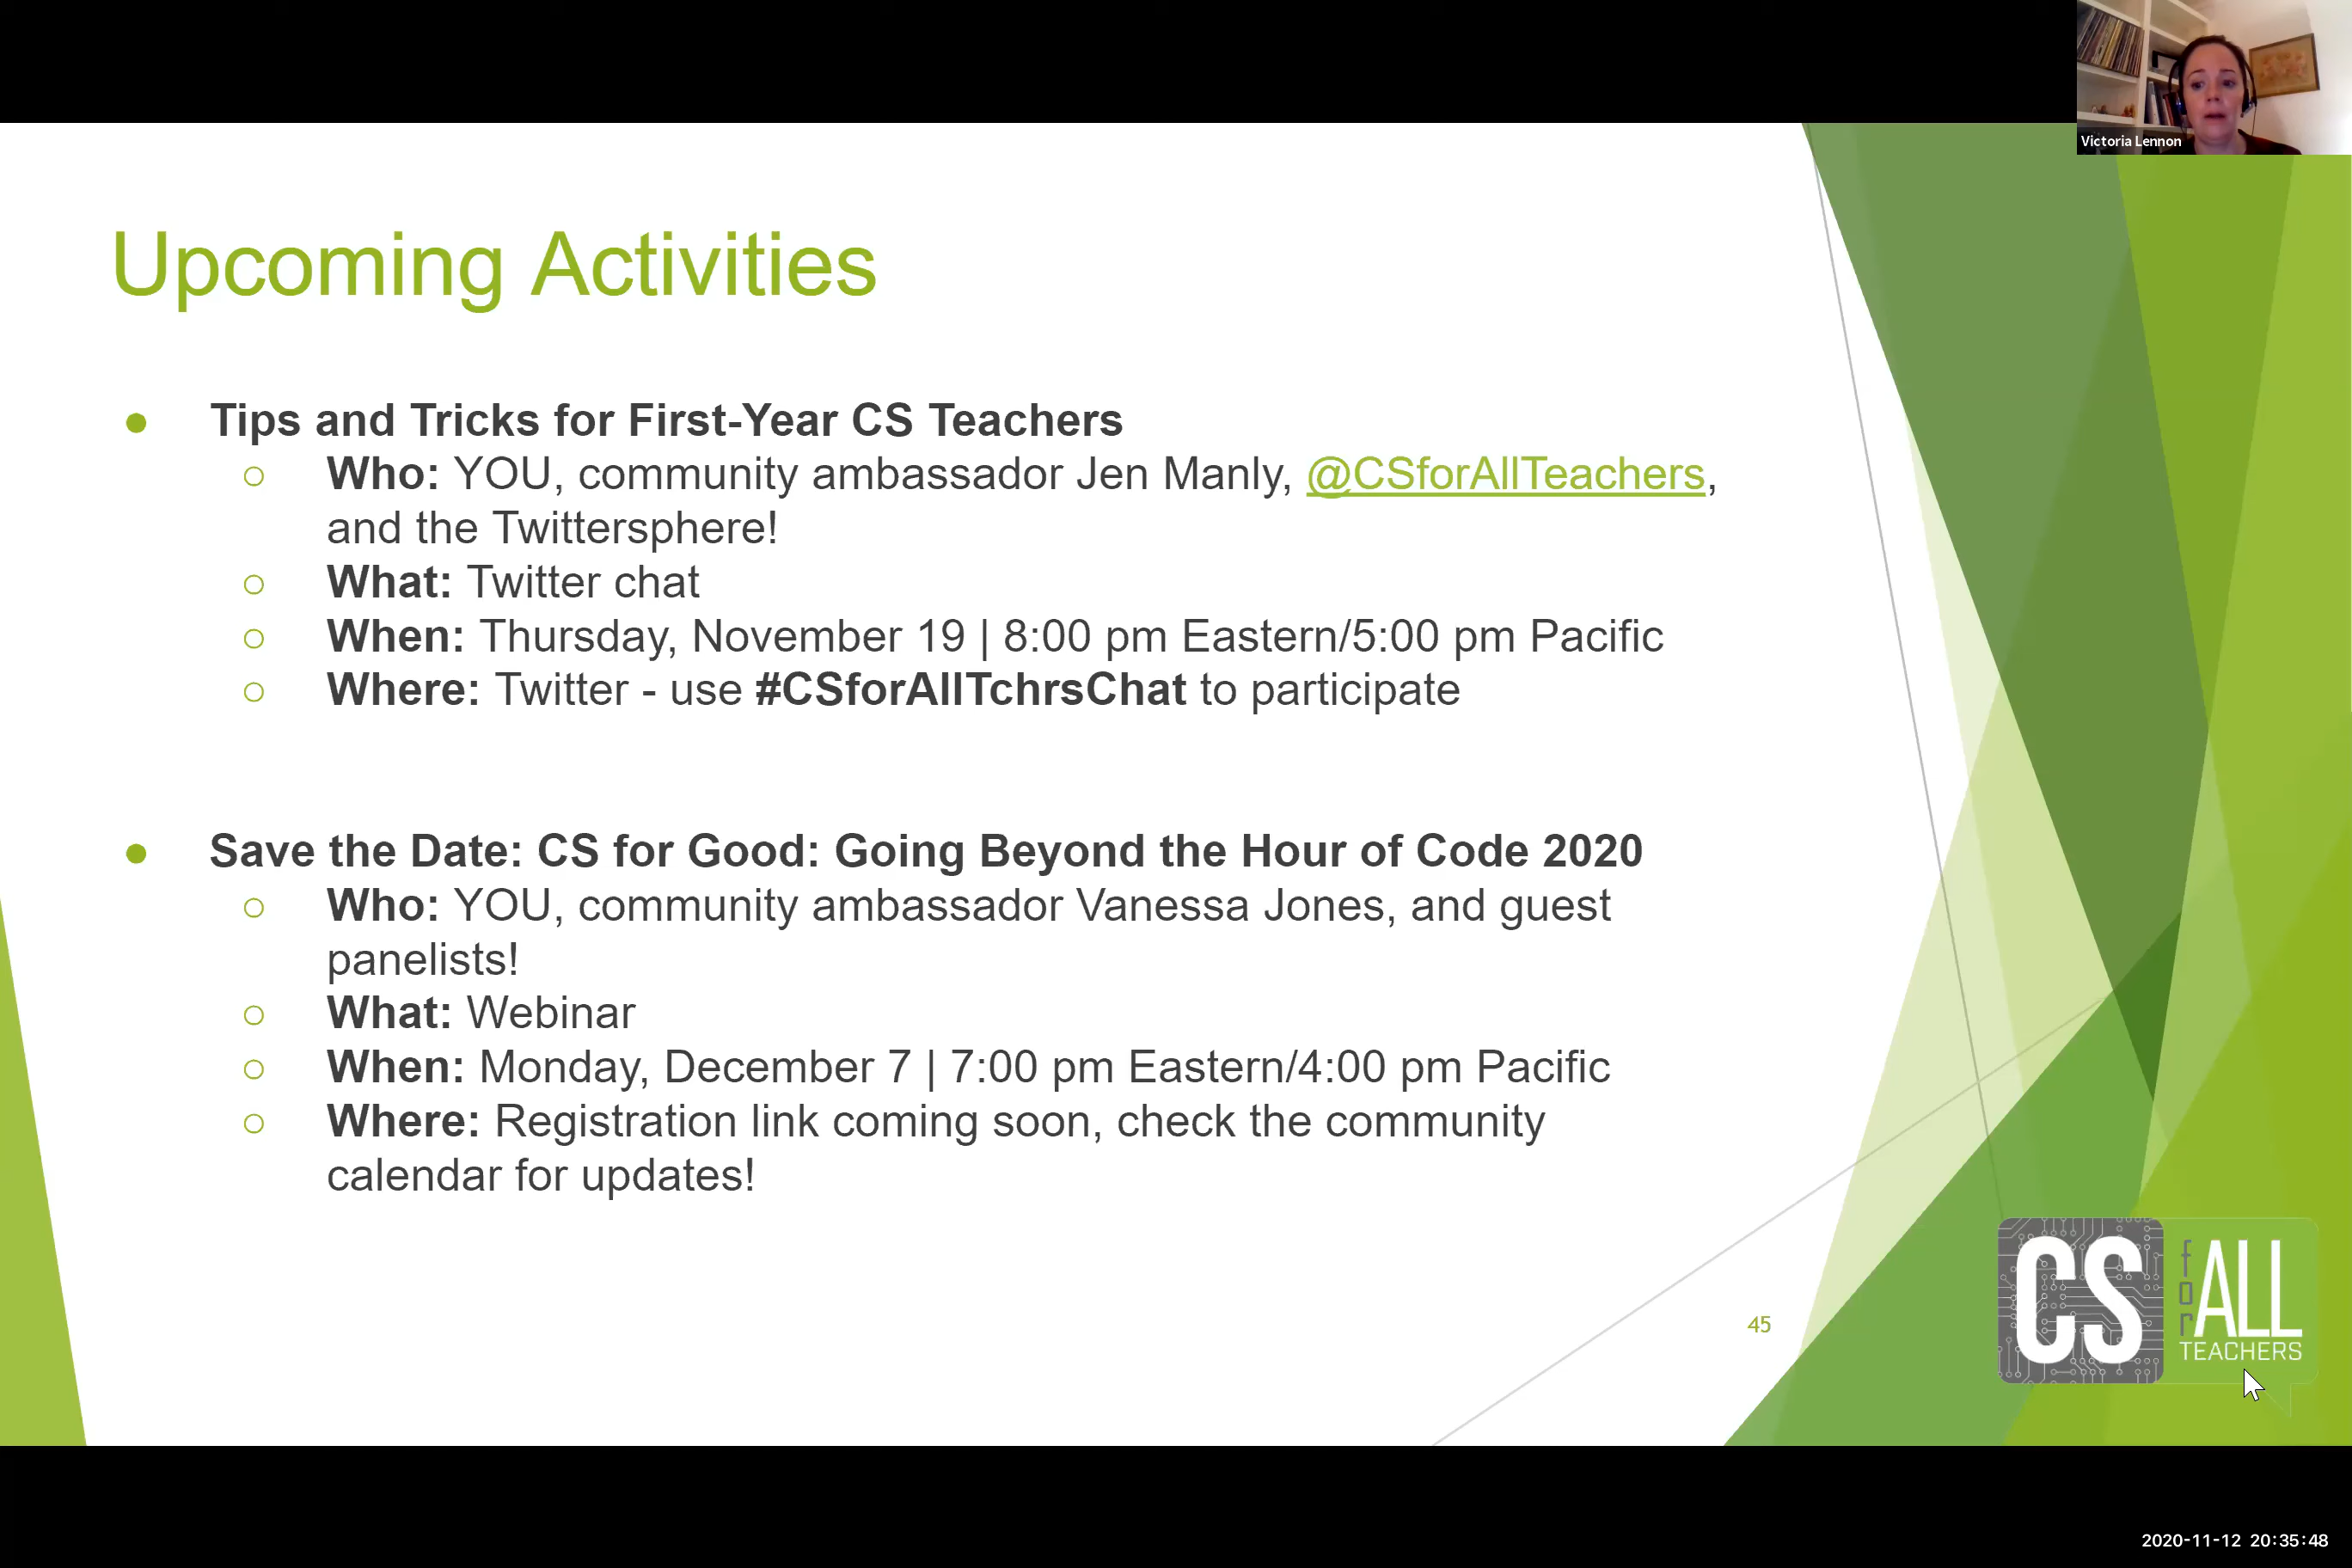 Victoria Lennon
Upcoming Activities
● Tips and Tricks for First-Year CS Teachers
○ Who: YOU, community ambassador Jen Manly, @CSforAllTeachers,
and the Twittersphere!
○ What: Twitter chat
○ When: Thursday, November 19 | 8:00 pm Eastern/5:00 pm Pacific
○ Where: Twitter - use #CSforAllTchrsChat to participate
● Save the Date: CS for Good: Going Beyond the Hour of Code 2020
○ Who: YOU, community ambassador Vanessa Jones, and guest
panelists!
○ What: Webinar
○ When: Monday, December 7 | 7:00 pm Eastern/4:00 pm Pacific
○ Where: Registration link coming soon, check the community
calendar for updates!
45
CS for ALL
TEACHERS
2020-11-12 20:35:48